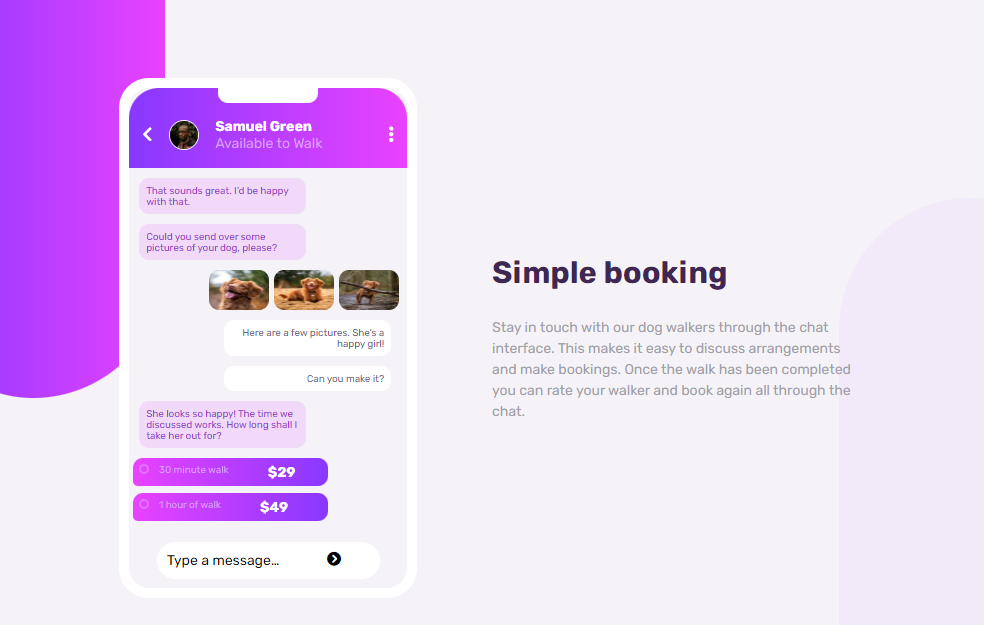 Samuel Green
Available to Walk
That sounds great. I'd be happy
with that.
Could you send over some
pictures of your dog, please?
Here are a few pictures. She's a
happy girl!
Can you make it?
She looks so happy! The time we
discussed works. How long shall I
take her out for?
30 minute walk $29
1 hour of walk $49
Type a message…
Simple booking
Stay in touch with our dog walkers through the chat
interface. This makes it easy to discuss arrangements
and make bookings. Once the walk has been completed
you can rate your walker and book again all through the
chat.